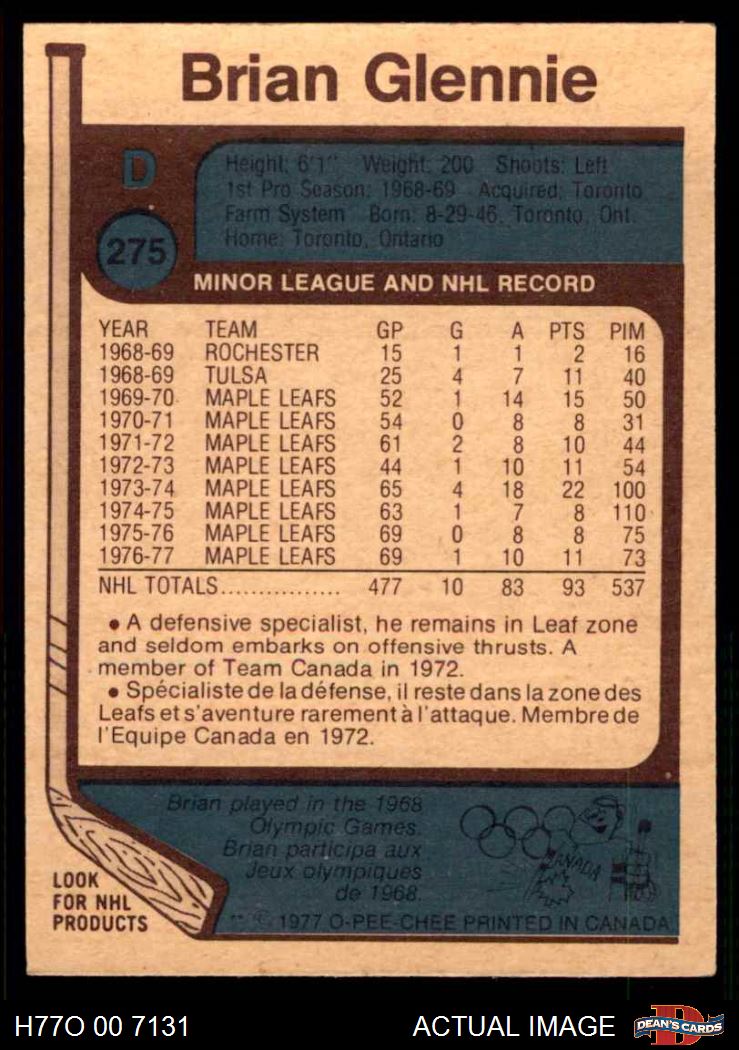 Brian Glennie
D
Height: 6'1" Weight: 200 Shoots: Left
1st Pro Season: 1968-69 Acquired: Toronto
Farm System Born: 8-29-46, Toronto, Ont.
Home: Toronto, Ontario
275
MINOR LEAGUE AND NHL RECORD
YEAR TEAM GP G A PTS PIM
1968-69 ROCHESTER 15 1 1 2 16
1968-69 TULSA 25 4 7 11 40
1969-70 MAPLE LEAFS 52 1 14 15 50
1970-71 MAPLE LEAFS 54 0 8 8 31
1971-72 MAPLE LEAFS 61 2 8 10 44
1972-73 MAPLE LEAFS 44 1 10 11 54
1973-74 MAPLE LEAFS 65 4 18 22 100
1974-75 MAPLE LEAFS 63 1 7 8 110
1975-76 MAPLE LEAFS 69 0 8 8 75
1976-77 MAPLE LEAFS 69 1 10 11 73
NHL TOTALS................ 477 10 83 93 537
• A defensive specialist, he remains in Leaf zone
and seldom embarks on offensive thrusts. A
member of Team Canada in 1972.
• Spécialiste de la défense, il reste dans la zone des
Leafs et s'aventure rarement à l'attaque. Membre de
l'Equipe Canada en 1972.
Brian played in the 1968
Olympic Games.
Brian participa aux
Jeux olympiques
de 1968.
CANADA
LOOK
FOR NHL
PRODUCTS
** © 1977 O-PEE-CHEE PRINTED IN CANADA
H77O 00 7131 ACTUAL IMAGE
D
DEAN'S CARDS